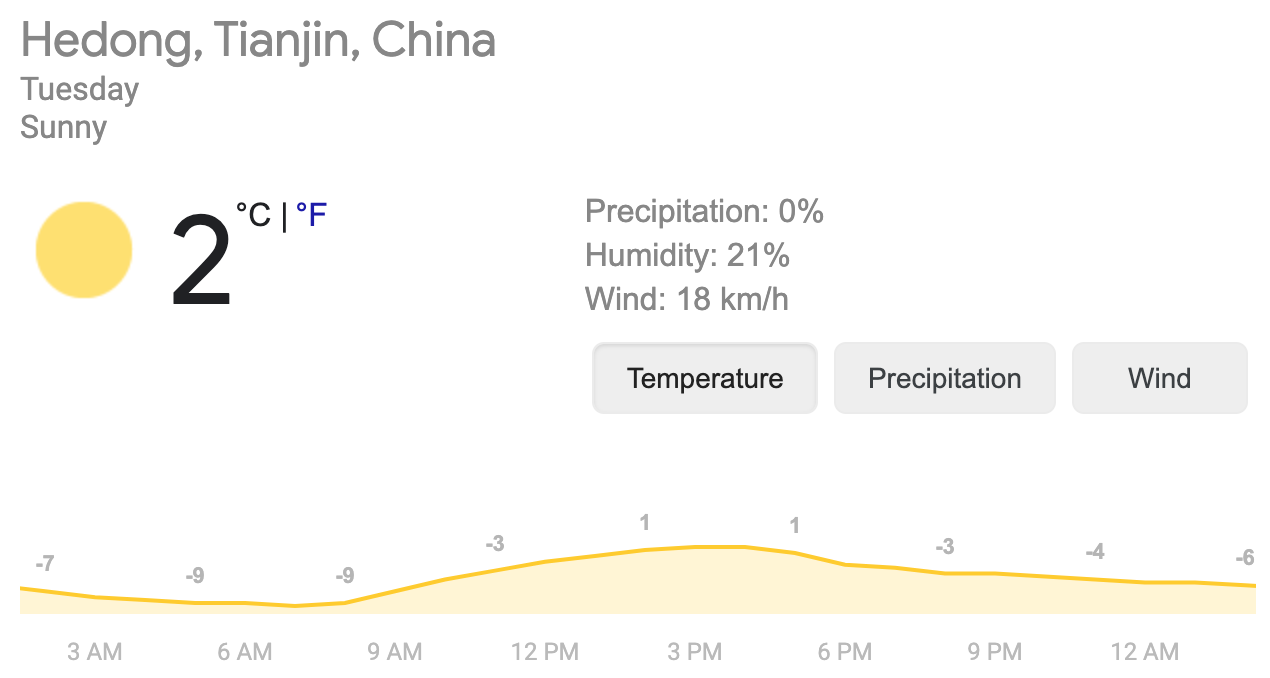 Hedong, Tianjin, China
Tuesday
Sunny
2 °C | °F
Precipitation: 0%
Humidity: 21%
Wind: 18 km/h
Temperature Precipitation Wind
-7 -9 -9 -3 1 1 -3 -4 -6
3 AM 6 AM 9 AM 12 PM 3 PM 6 PM 9 PM 12 AM